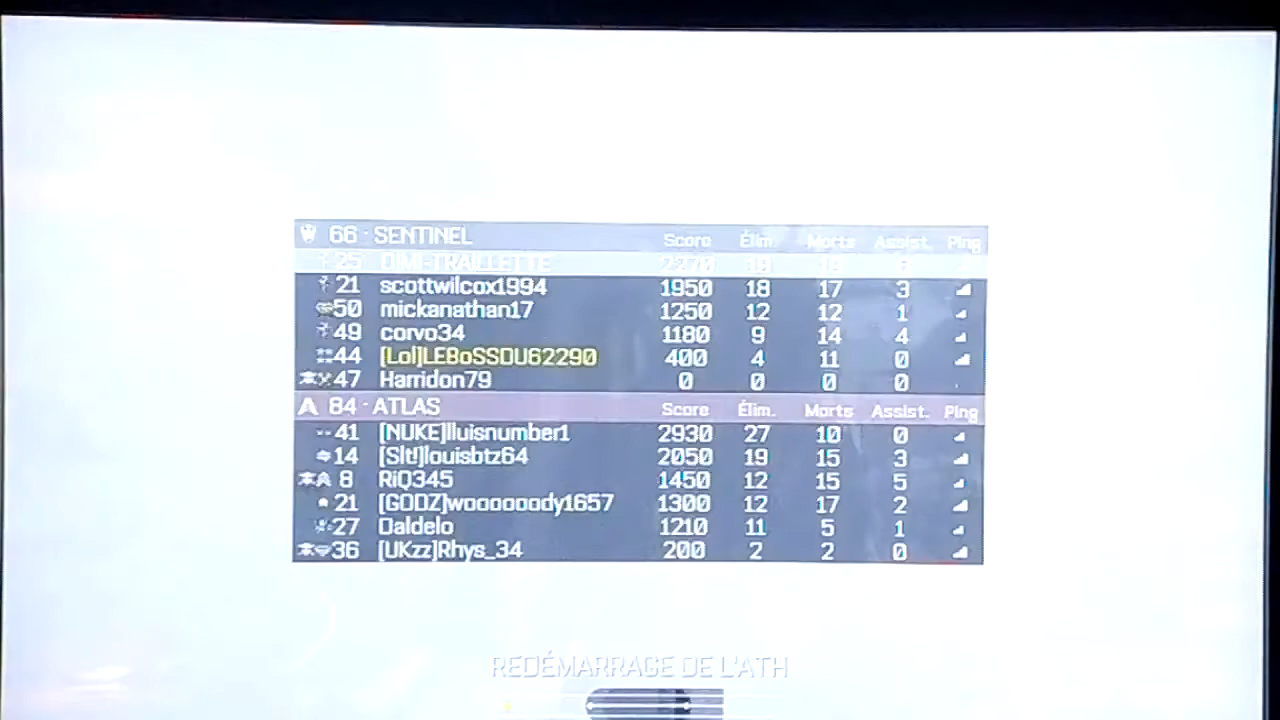 66 - SENTINEL Score Élim Morts Assist. Ping
25 DIMI-TRAILLETTE 2270
21 scottwilcox1994 1950 18 17 3
50 mickanathan17 1250 12 12 1
49 corvo34 1180 9 14 4
44 [Lol]LEBoSSDU62290 400 4 11 0
47 Harridon79 0 0 0 0
84 - ATLAS Score Élim. Morts Assist. Ping
41 [NUKE]lluisnumber1 2930 27 10 0
14 [Slt!]louisbtz64 2050 19 15 3
8 RiQ345 1450 12 15 5
21 [GODZ]woooooody1657 1300 12 17 2
27 Daldelo 1210 11 5 1
36 [UKzz]Rhys_34 200 2 2 0
REDÉMARRAGE DE L'ATH